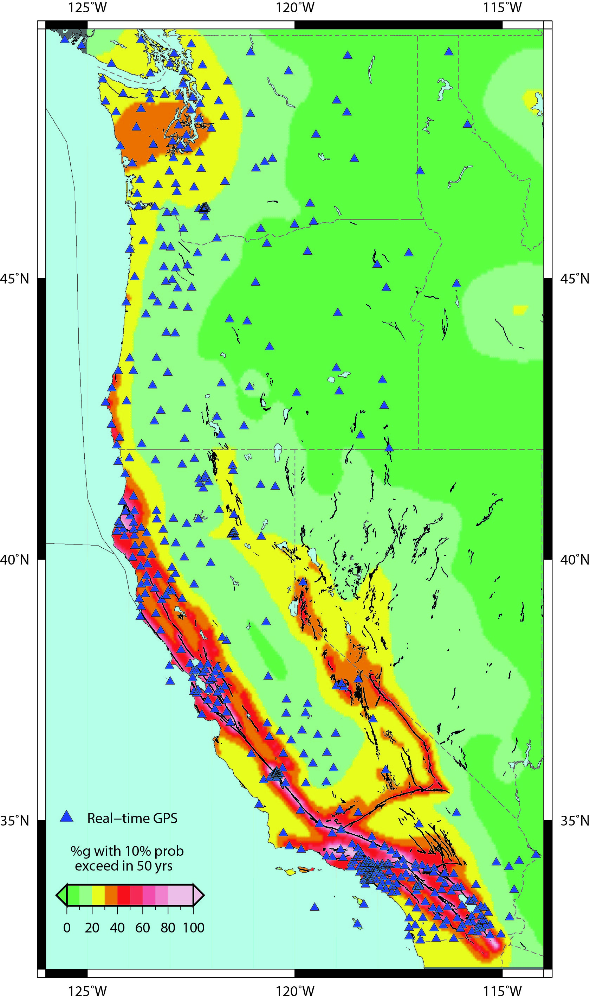 125°W 120°W 115°W
45°N 45°N
40°N 40°N
35°N 35°N
Real−time GPS
%g with 10% prob
exceed in 50 yrs
0 20 40 60 80 100
125°W 120°W 115°W